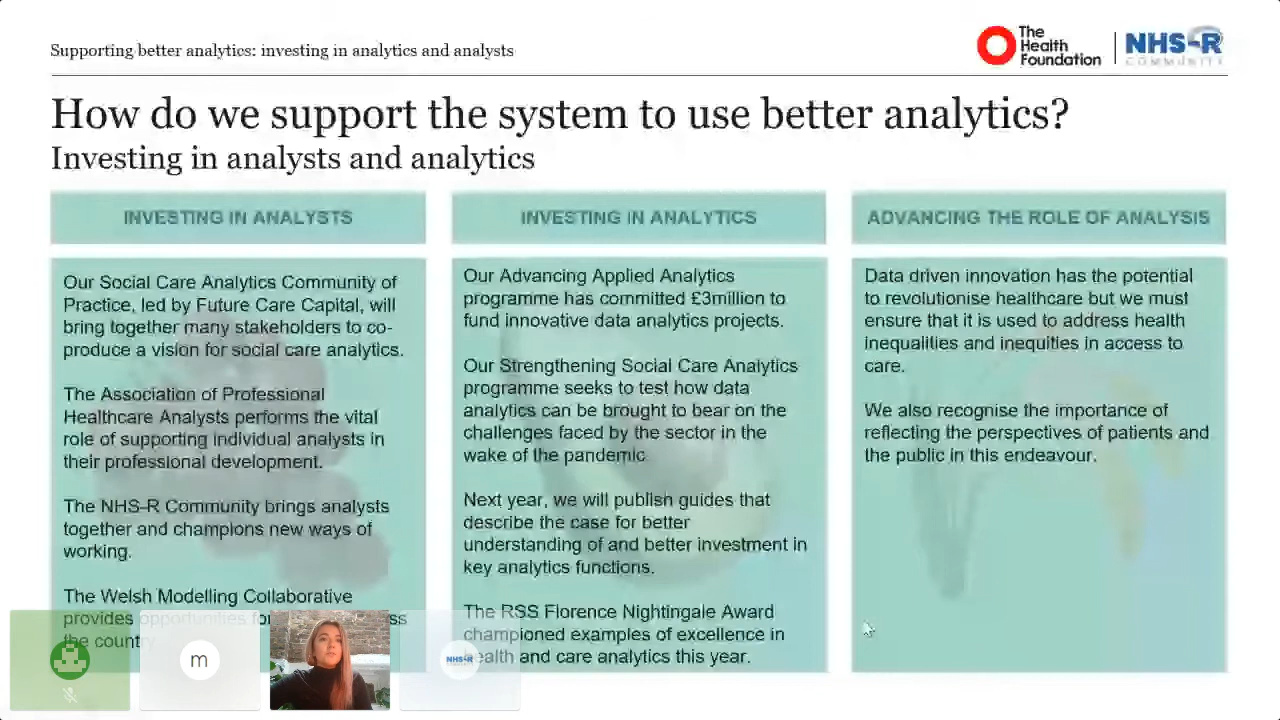 Supporting better analytics: investing in analytics and analysts
The
Health
Foundation
NHS-R
COMMUNITY
How do we support the system to use better analytics?
Investing in analysts and analytics
INVESTING IN ANALYSTS
Our Social Care Analytics Community of
Practice, led by Future Care Capital, will
bring together many stakeholders to co-
produce a vision for social care analytics.
The Association of Professional
Healthcare Analysts performs the vital
role of supporting individual analysts in
their professional development.
The NHS-R Community brings analysts
together and champions new ways of
working.
The Welsh Modelling Collaborative
provides opportunities for
the country
INVESTING IN ANALYTICS
Our Advancing Applied Analytics
programme has committed £3million to
fund innovative data analytics projects.
Our Strengthening Social Care Analytics
programme seeks to test how data
analytics can be brought to bear on the
challenges faced by the sector in the
wake of the pandemic.
Next year, we will publish guides that
describe the case for better
understanding of and better investment in
key analytics functions.
The RSS Florence Nightingale Award
championed examples of excellence in
health and care analytics this year.
ADVANCING THE ROLE OF ANALYSIS
Data driven innovation has the potential
to revolutionise healthcare but we must
ensure that it is used to address health
inequalities and inequities in access to
care.
We also recognise the importance of
reflecting the perspectives of patients and
the public in this endeavour.
m
NHS-R